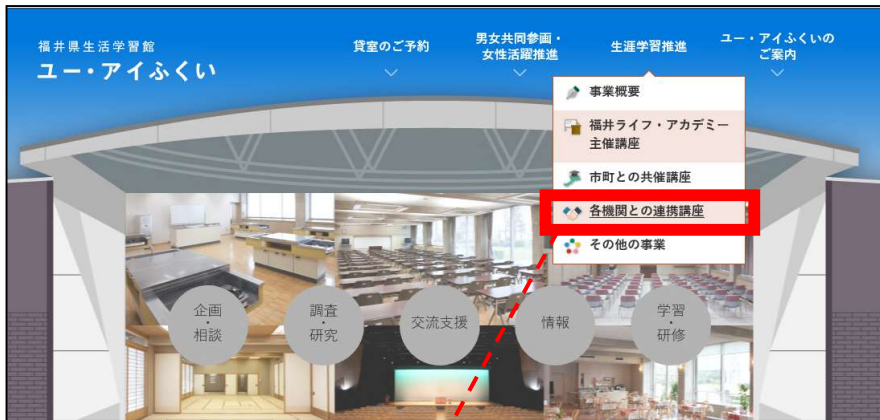 福井県生活学習館
ユー・アイふくい
貸室のご予約
男女共同参画・
女性活躍推進
生涯学習推進
ユー・アイふくいの
ご案内
事業概要
福井ライフ・アカデミー
主催講座
市町との共催講座
各機関との連携講座
その他の事業
企画
・
相談
調査
・
研究
交流支援
情報
学習
・
研修